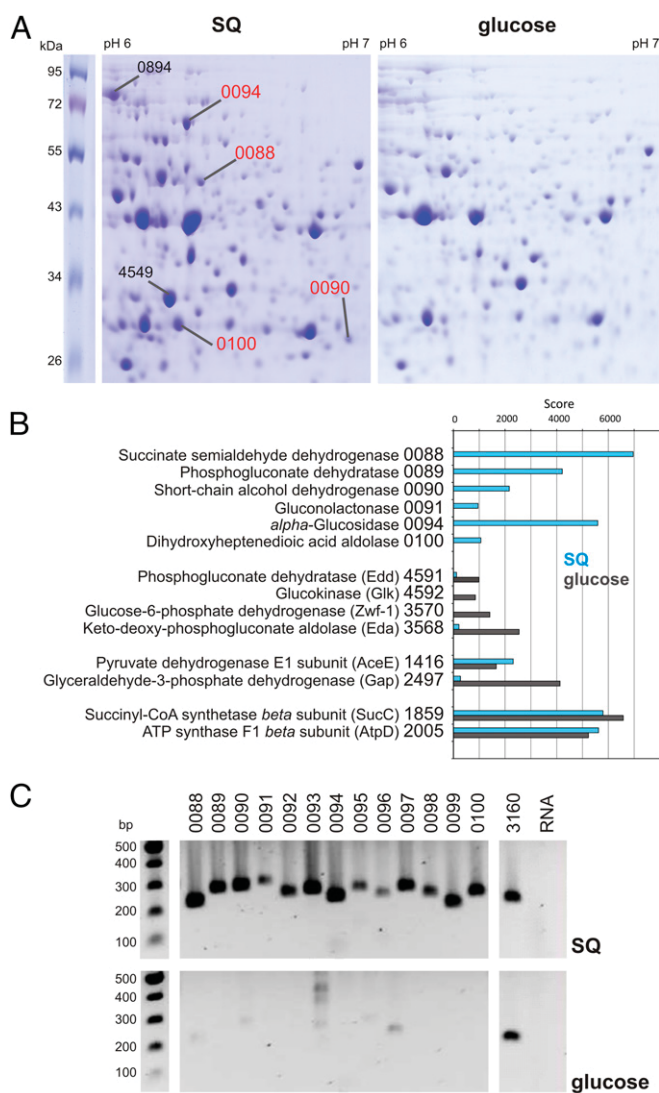 A
SQ
glucose
kDa
pH 6
pH 7
pH 6
pH 7
95
72
55
43
34
26
0894
0094
0088
4549
0090
0100
B
Score
0 2000 4000 6000
Succinate semialdehyde dehydrogenase 0088
Phosphogluconate dehydratase 0089
Short-chain alcohol dehydrogenase 0090
Gluconolactonase 0091
alpha-Glucosidase 0094
Dihydroxyheptenedioic acid aldolase 0100
SQ
glucose
Phosphogluconate dehydratase (Edd) 4591
Glucokinase (Glk) 4592
Glucose-6-phosphate dehydrogenase (Zwf-1) 3570
Keto-deoxy-phosphogluconate aldolase (Eda) 3568
Pyruvate dehydrogenase E1 subunit (AceE) 1416
Glyceraldehyde-3-phosphate dehydrogenase (Gap) 2497
Succinyl-CoA synthetase beta subunit (SucC) 1859
ATP synthase F1 beta subunit (AtpD) 2005
C
bp
0088 0089 0090 0091 0092 0093 0094 0095 0096 0097 0098 0099 0100 3160 RNA
500
400
300
200
100
SQ
500
400
300
200
100
glucose